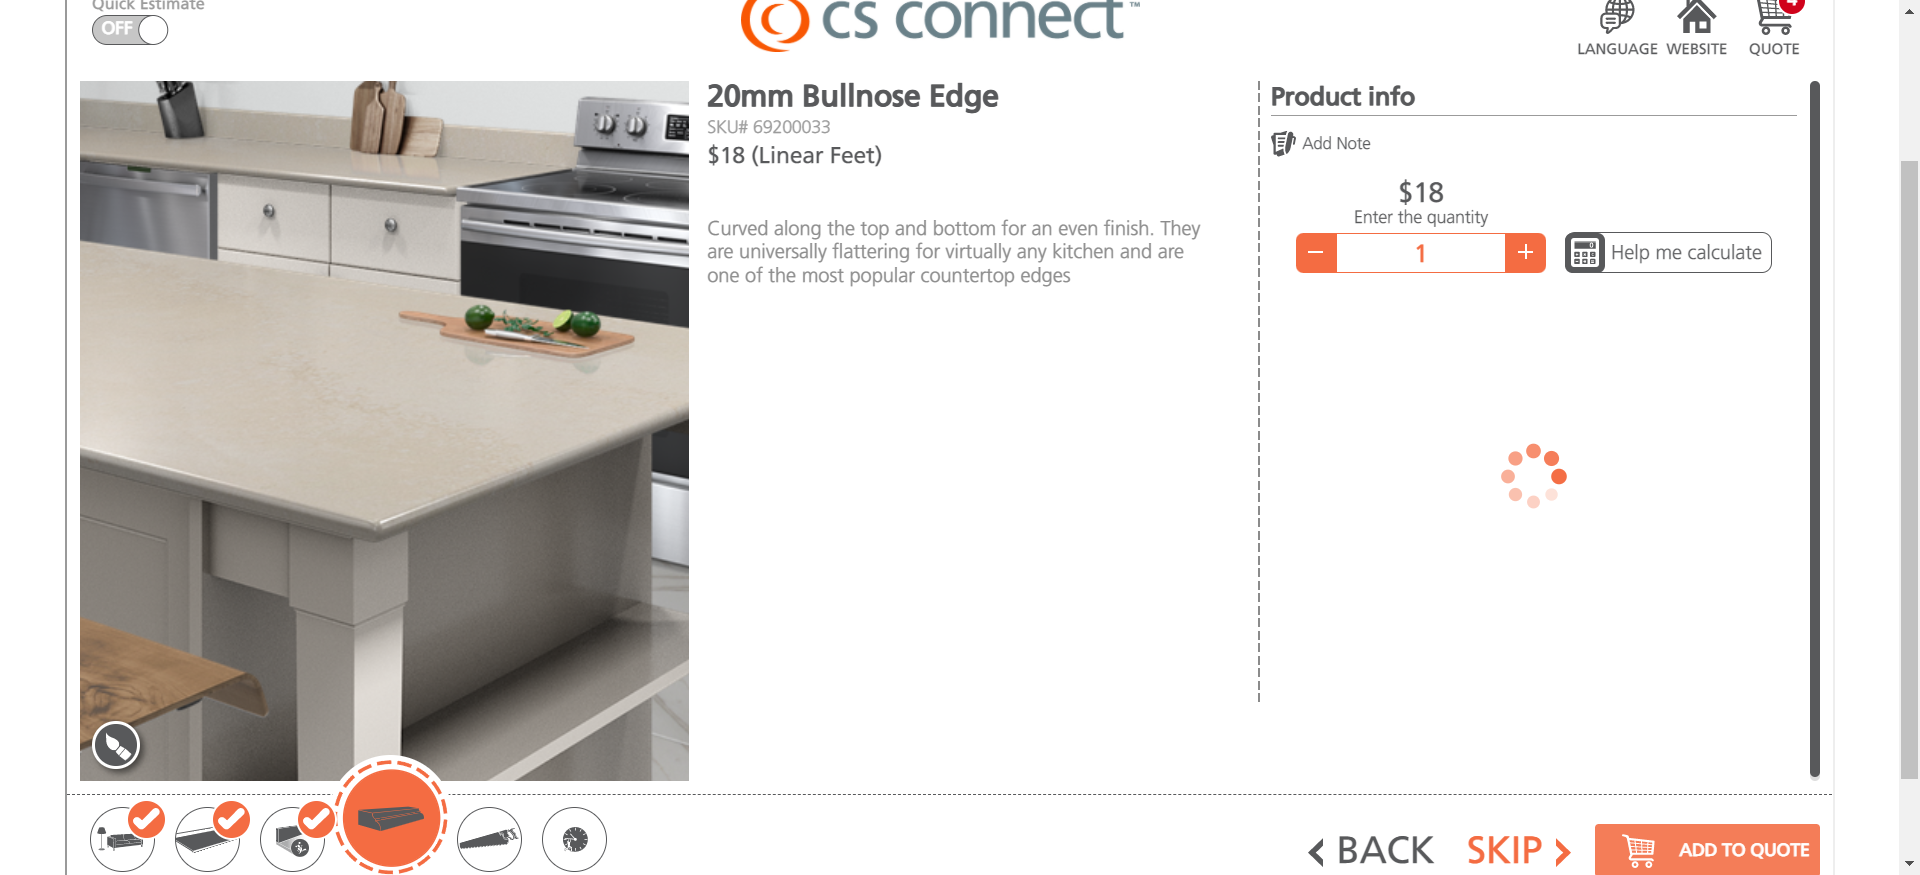 Quick Estimate
OFF
cs connect™
LANGUAGE
WEBSITE
QUOTE
4
20mm Bullnose Edge
SKU# 69200033
$18 (Linear Feet)
Curved along the top and bottom for an even finish. They
are universally flattering for virtually any kitchen and are
one of the most popular countertop edges
Product info
Add Note
$18
Enter the quantity
− 1 +
Help me calculate
BACK
SKIP
ADD TO QUOTE